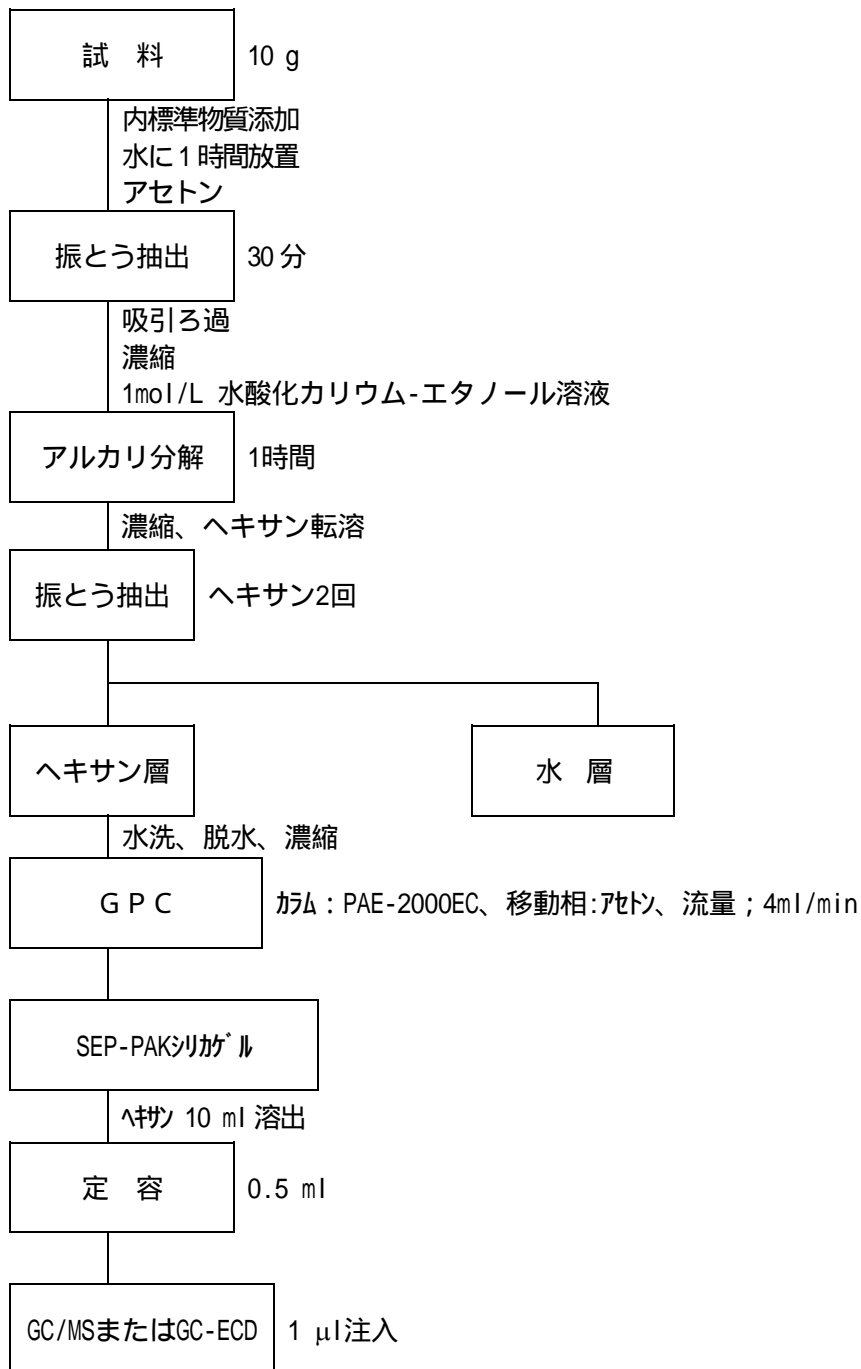 試　料 10 g
内標準物質添加
水に１時間放置
アセトン
振とう抽出 30 分
吸引ろ過
濃縮
1mol/L 水酸化カリウム-エタノール溶液
アルカリ分解 1時間
濃縮、ヘキサン転溶
振とう抽出 ヘキサン2回
ヘキサン層 水　層
水洗、脱水、濃縮
ＧＰＣ ｶﾗﾑ：PAE-2000EC、移動相:ｱｾﾄﾝ、流量；4ml/min
SEP-PAKｼﾘｶｹﾞﾙ
ﾍｷｻﾝ 10 ml 溶出
定　容 0.5 ml
GC/MSまたはGC-ECD 1 μl注入